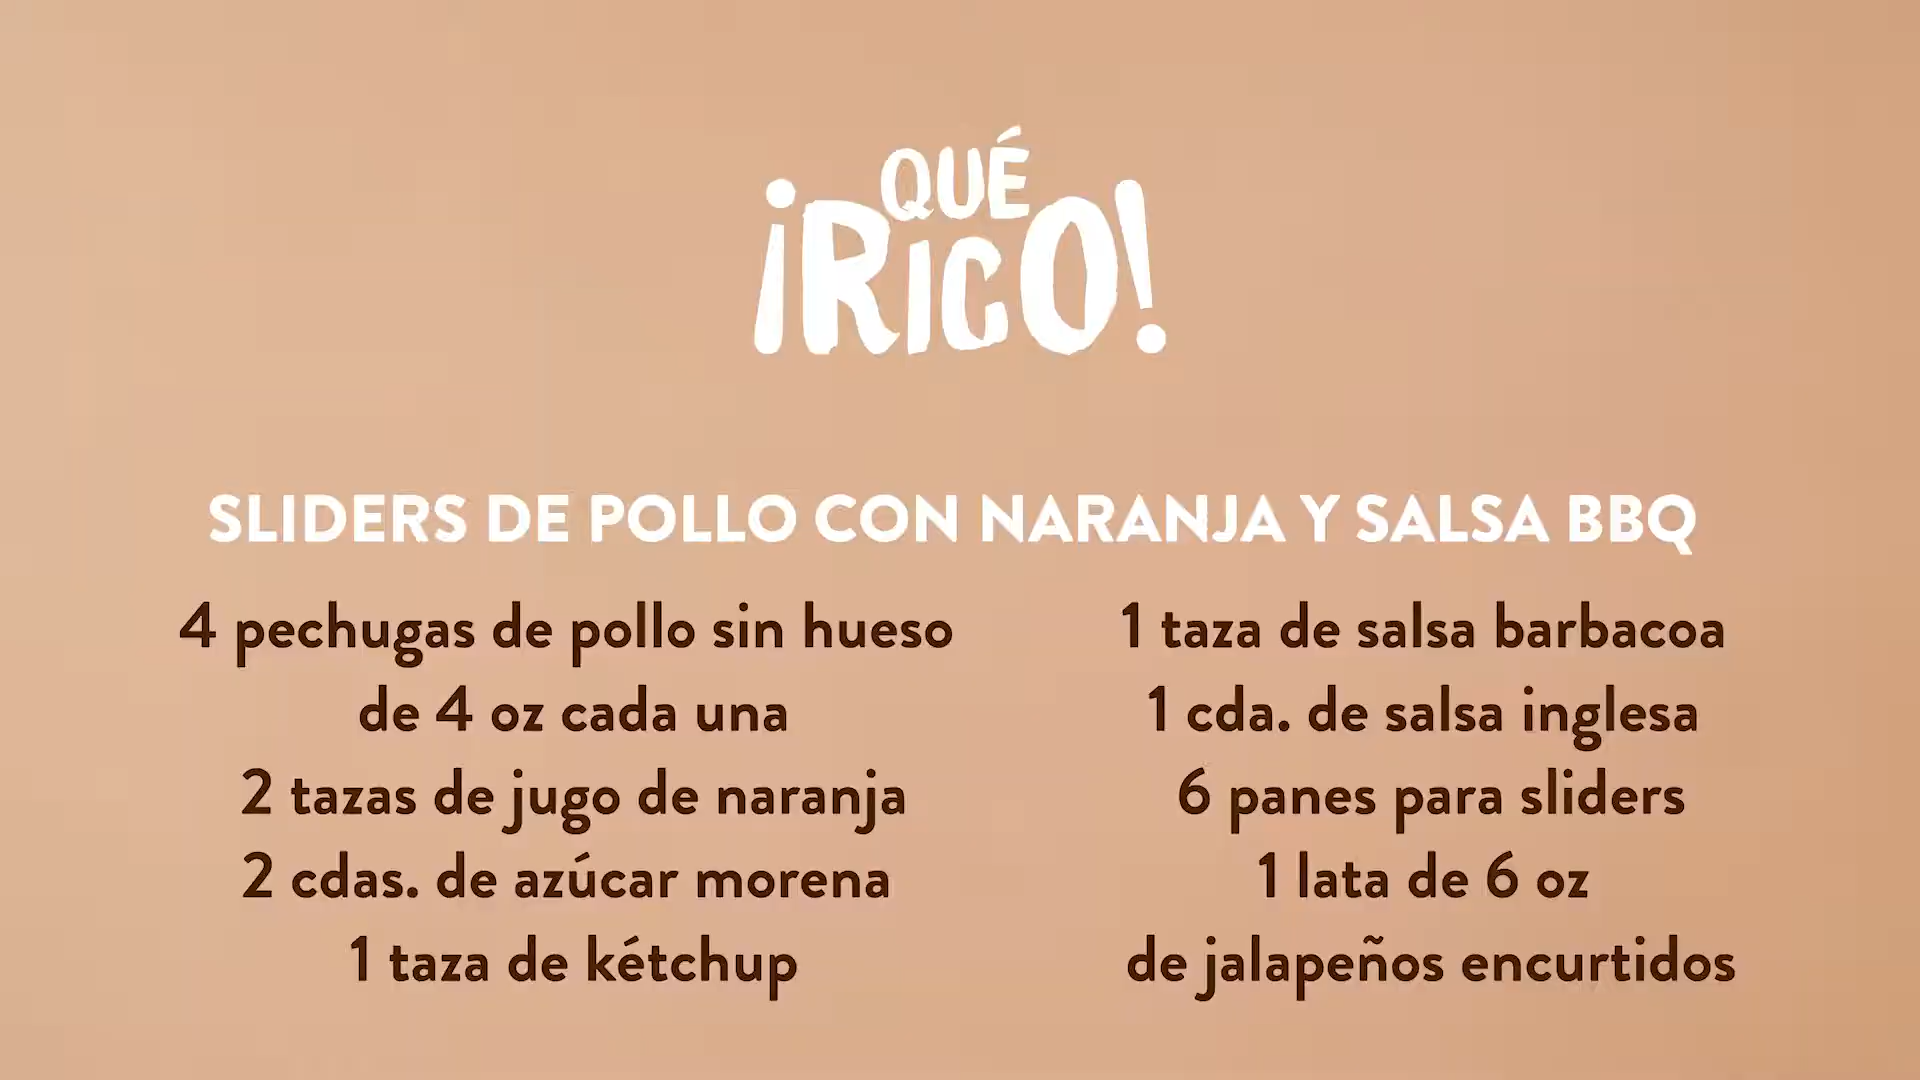 ¡QUÉ
RICO!
SLIDERS DE POLLO CON NARANJA Y SALSA BBQ
4 pechugas de pollo sin hueso
de 4 oz cada una
2 tazas de jugo de naranja
2 cdas. de azúcar morena
1 taza de kétchup
1 taza de salsa barbacoa
1 cda. de salsa inglesa
6 panes para sliders
1 lata de 6 oz
de jalapeños encurtidos